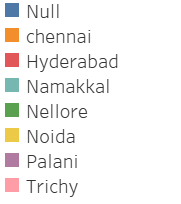 Null
chennai
Hyderabad
Namakkal
Nellore
Noida
Palani
Trichy